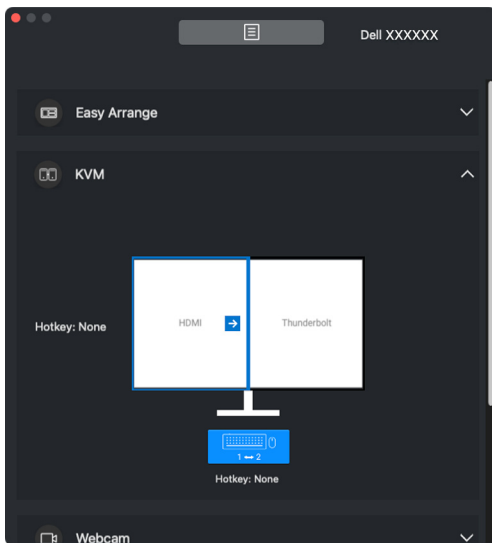 Dell XXXXXX
Easy Arrange
KVM
Hotkey: None
HDMI
Thunderbolt
1 ↔ 2
Hotkey: None
Webcam